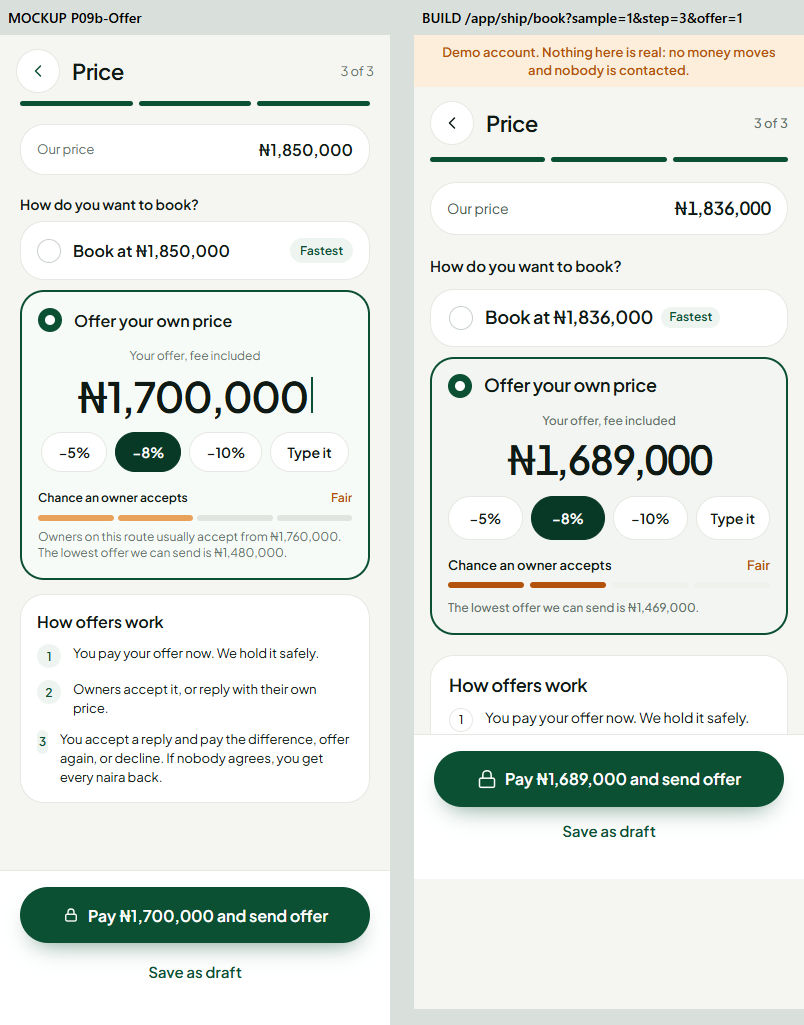 MOCKUP P09b-Offer
Price
3 of 3
Our price
₦1,850,000
How do you want to book?
Book at ₦1,850,000
Fastest
Offer your own price
Your offer, fee included
₦1,700,000
−5%
−8%
−10%
Type it
Chance an owner accepts
Fair
Owners on this route usually accept from ₦1,760,000.
The lowest offer we can send is ₦1,480,000.
How offers work
1
You pay your offer now. We hold it safely.
2
Owners accept it, or reply with their own
price.
3
You accept a reply and pay the difference, offer
again, or decline. If nobody agrees, you get
every naira back.
Pay ₦1,700,000 and send offer
Save as draft
BUILD /app/ship/book?sample=1&step=3&offer=1
Demo account. Nothing here is real: no money moves
and nobody is contacted.
Price
3 of 3
Our price
₦1,836,000
How do you want to book?
Book at ₦1,836,000
Fastest
Offer your own price
Your offer, fee included
₦1,689,000
−5%
−8%
−10%
Type it
Chance an owner accepts
Fair
The lowest offer we can send is ₦1,469,000.
How offers work
1
You pay your offer now. We hold it safely.
Pay ₦1,689,000 and send offer
Save as draft